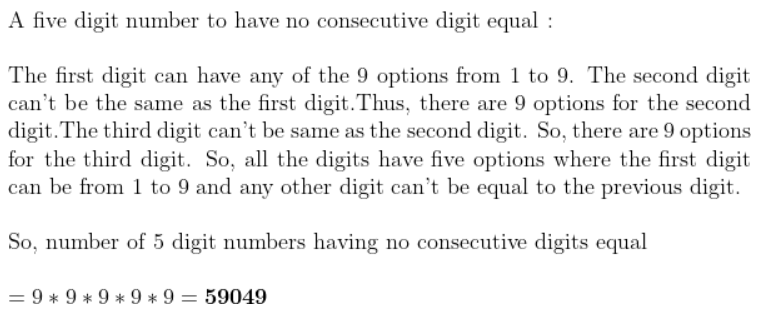 A five digit number to have no consecutive digit equal :
The first digit can have any of the 9 options from 1 to 9. The second digit
can't be the same as the first digit.Thus, there are 9 options for the second
digit.The third digit can't be same as the second digit. So, there are 9 options
for the third digit. So, all the digits have five options where the first digit
can be from 1 to 9 and any other digit can't be equal to the previous digit.
So, number of 5 digit numbers having no consecutive digits equal
= 9 ∗ 9 ∗ 9 ∗ 9 ∗ 9 = 59049